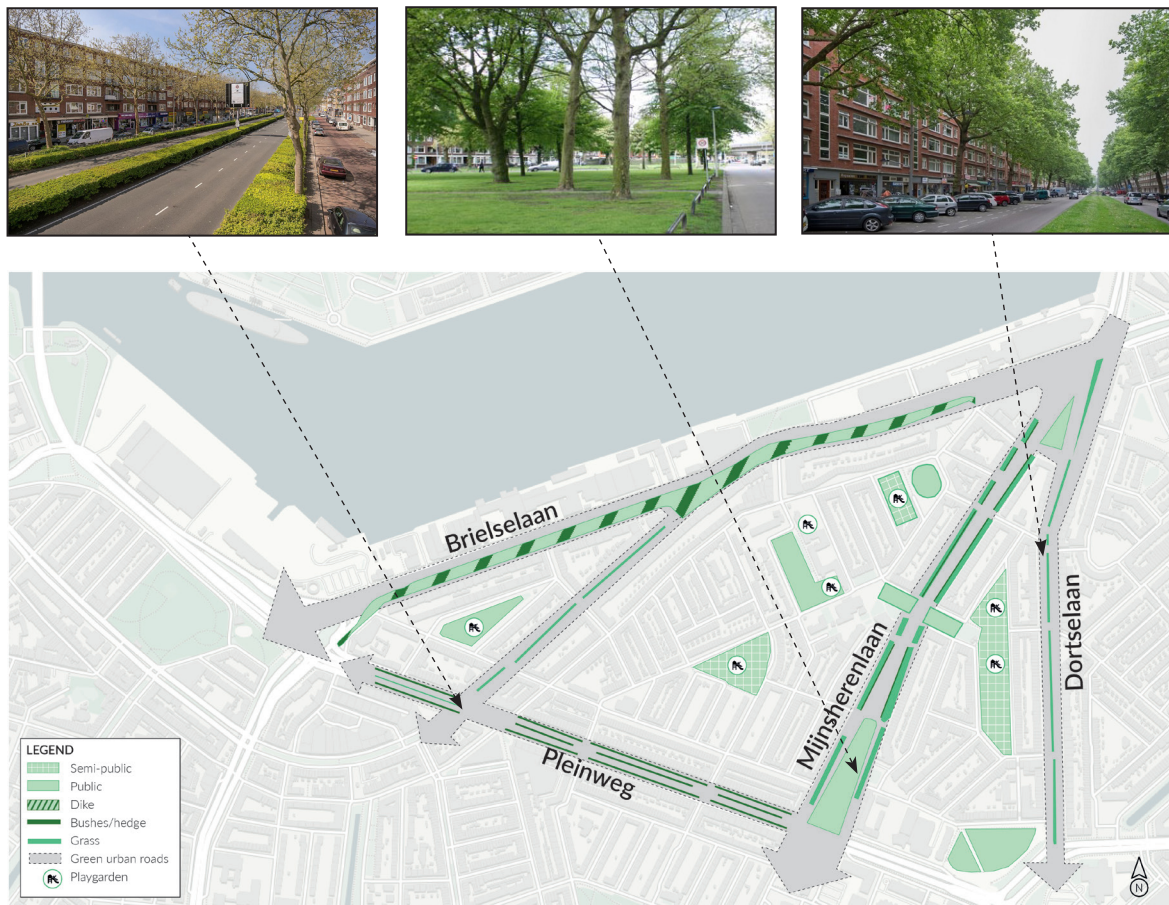 Brielselaan
Pleinweg
Mijnsherenlaan
Dortselaan
LEGEND
Semi-public
Public
Dike
Bushes/hedge
Grass
Green urban roads
Playgarden
N